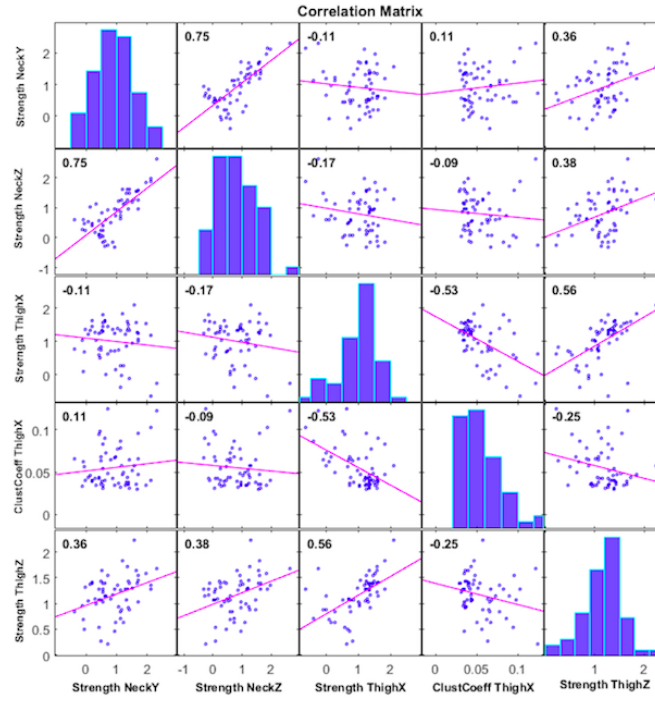 Correlation Matrix
Strength NeckY
2
1
0
0.75
-0.11
0.11
0.36
Strength NeckZ
2
1
0
-1
0.75
-0.17
-0.09
0.38
Strerngth ThighX
2
1
0
-0.11
-0.17
-0.53
0.56
ClustCoeff ThighX
0.1
0.05
0
0.11
-0.09
-0.53
-0.25
Strength ThighZ
2
1.5
1
0.5
0
0.36
0.38
0.56
-0.25
0 1 2
-1 0 1 2
0 1 2
0 0.05 0.1
1 2
Strength NeckY
Strength NeckZ
Strength ThighX
ClustCoeff ThighX
Strength ThighZ